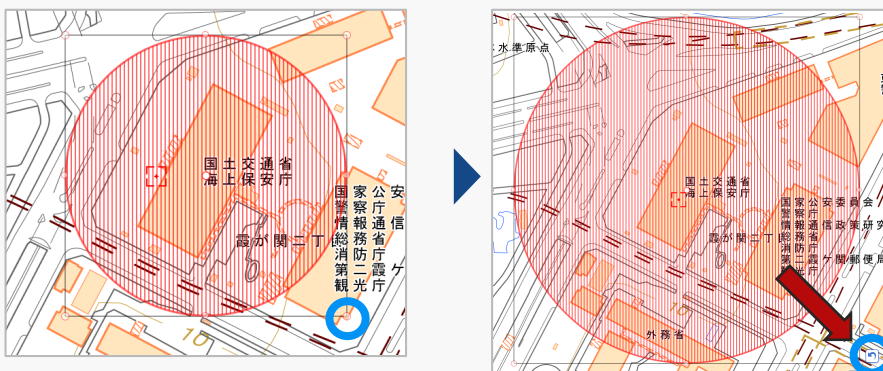 国土交通省
海上保安庁
国家公安
警察庁
情報通信
総務省
消防庁
第二霞ケ
観光庁
霞が関二丁
10
水準原点
国土交通省
海上保安庁
国家公安委員会
警察庁
情報通信政策研究
総務省
消防庁
第二霞ケ関郵便局
光庁
霞が関二丁
外務省